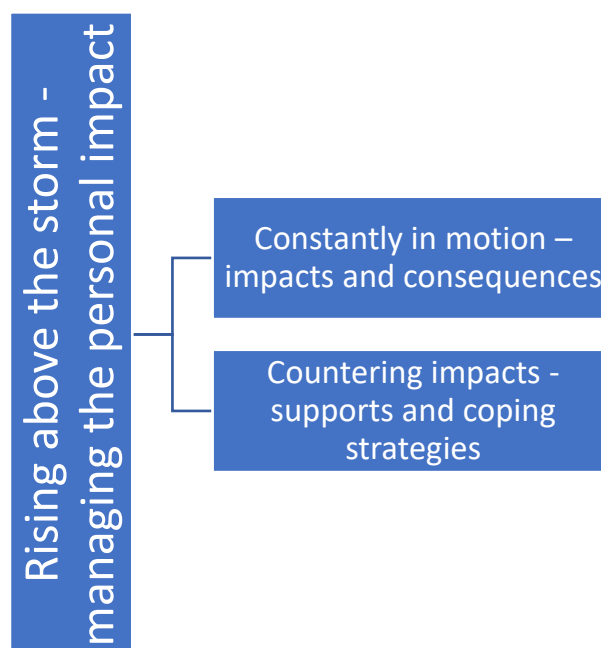 Rising above the storm -
managing the personal impact
Constantly in motion –
impacts and consequences
Countering impacts -
supports and coping
strategies